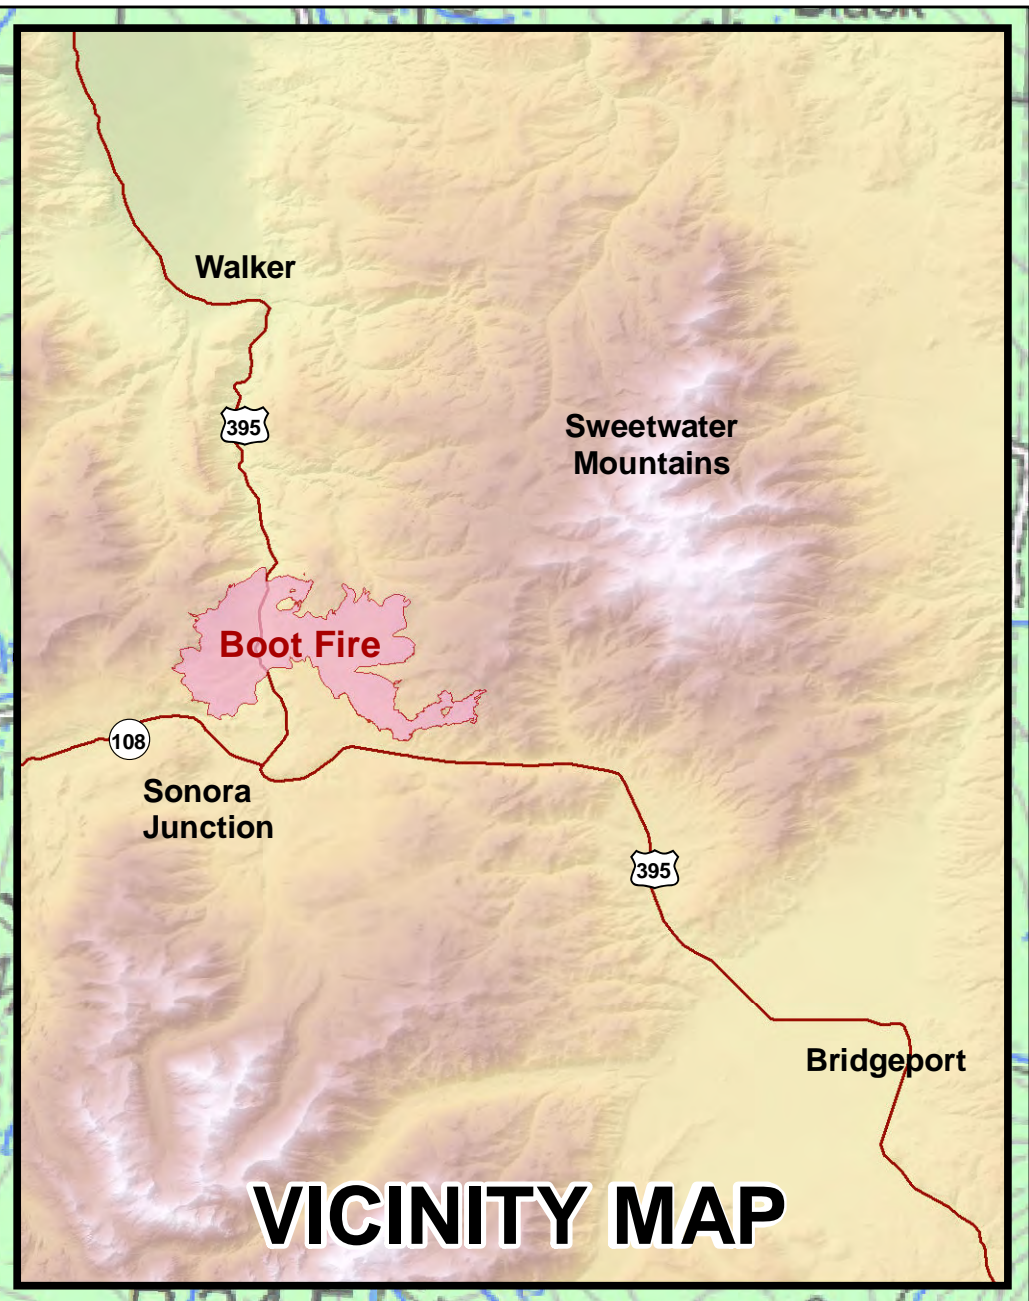 Walker
395
Sweetwater
Mountains
Boot Fire
108
Sonora
Junction
395
Bridgeport
VICINITY MAP